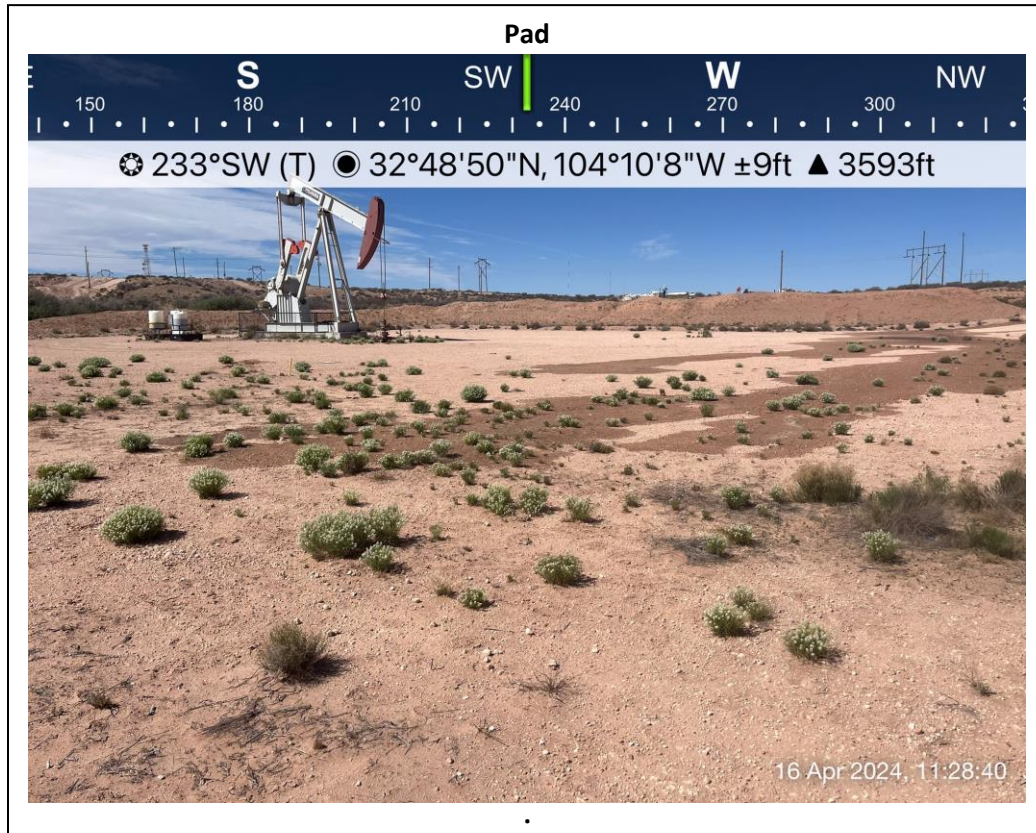 Pad
E S SW W NW
150 180 210 240 270 300
233°SW (T) 32°48'50"N, 104°10'8"W ±9ft ▲ 3593ft
16 Apr 2024, 11:28:40
.